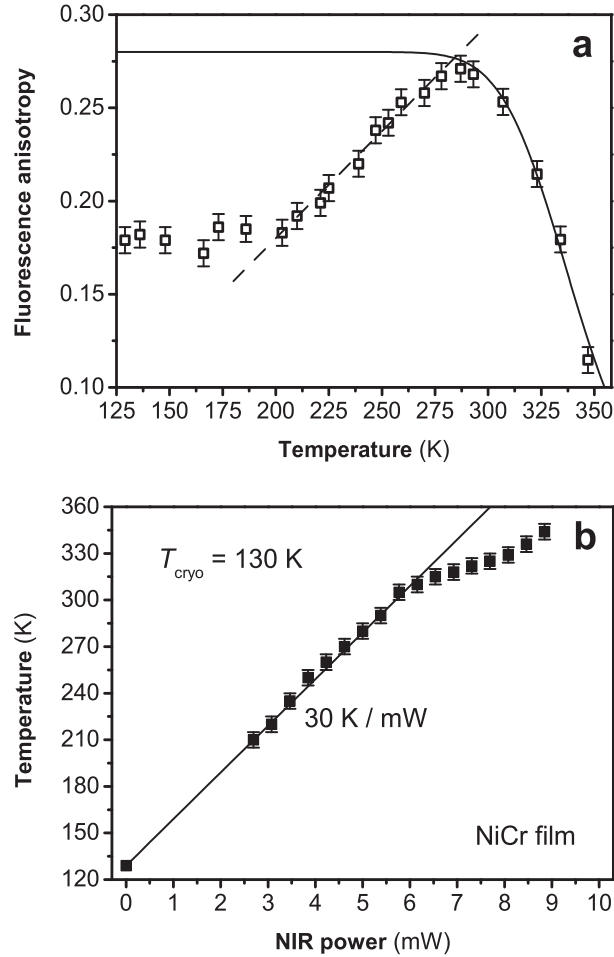 a
Fluorescence anisotropy
0.30
0.25
0.20
0.15
0.10
125 150 175 200 225 250 275 300 325 350
Temperature (K)
b
Temperature (K)
360
330
300
270
240
210
180
150
120
T_cryo = 130 K
30 K / mW
NiCr film
0 1 2 3 4 5 6 7 8 9 10
NIR power (mW)